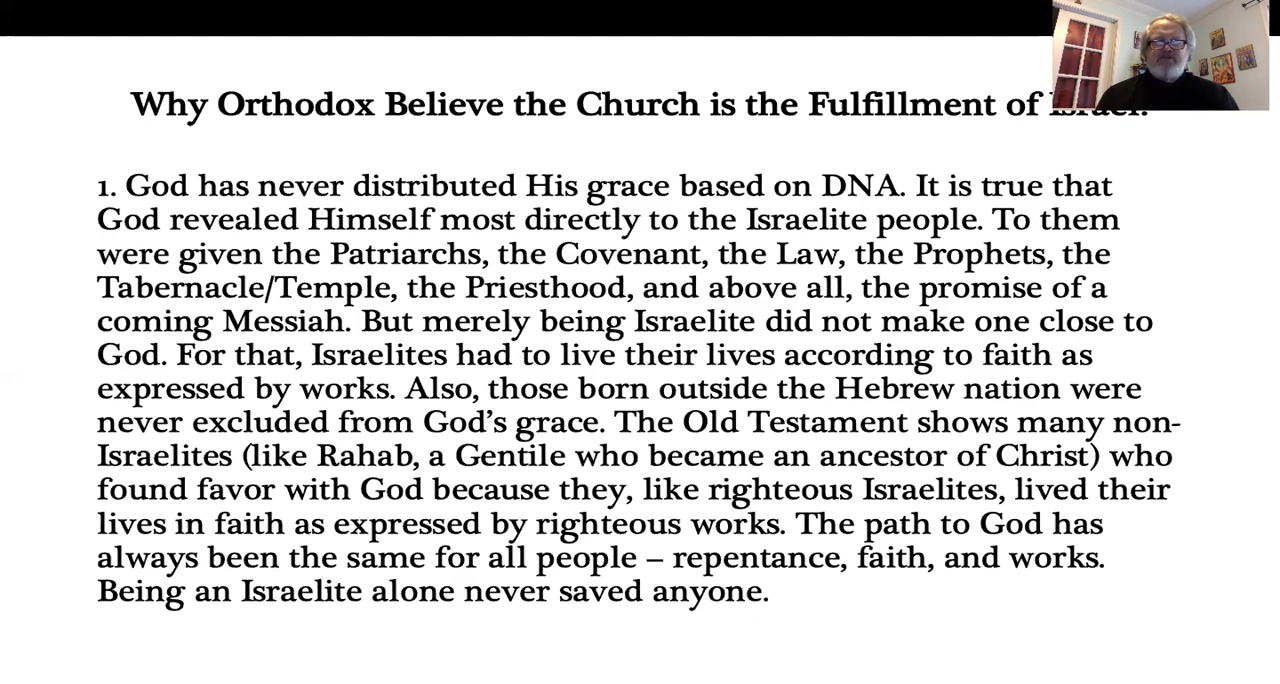 Why Orthodox Believe the Church is the Fulfillment of
1. God has never distributed His grace based on DNA. It is true that
God revealed Himself most directly to the Israelite people. To them
were given the Patriarchs, the Covenant, the Law, the Prophets, the
Tabernacle/Temple, the Priesthood, and above all, the promise of a
coming Messiah. But merely being Israelite did not make one close to
God. For that, Israelites had to live their lives according to faith as
expressed by works. Also, those born outside the Hebrew nation were
never excluded from God’s grace. The Old Testament shows many non-
Israelites (like Rahab, a Gentile who became an ancestor of Christ) who
found favor with God because they, like righteous Israelites, lived their
lives in faith as expressed by righteous works. The path to God has
always been the same for all people – repentance, faith, and works.
Being an Israelite alone never saved anyone.